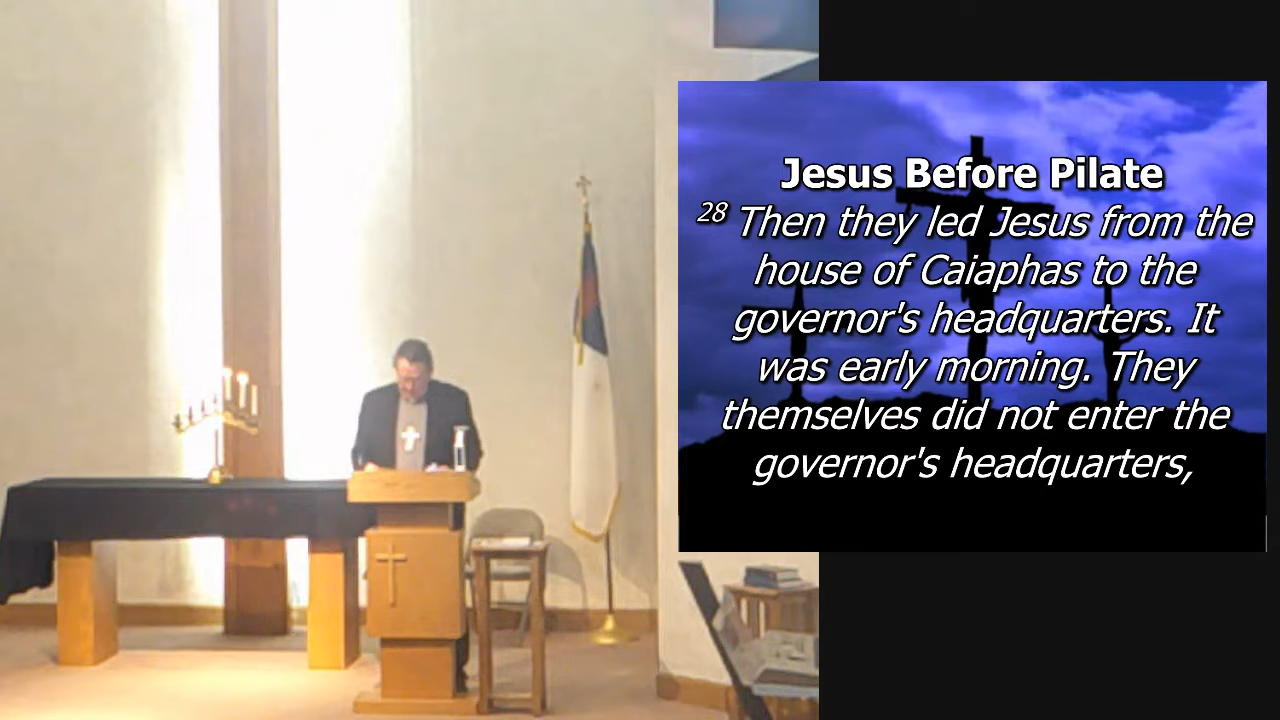 Jesus Before Pilate
28 Then they led Jesus from the
house of Caiaphas to the
governor's headquarters. It
was early morning. They
themselves did not enter the
governor's headquarters,